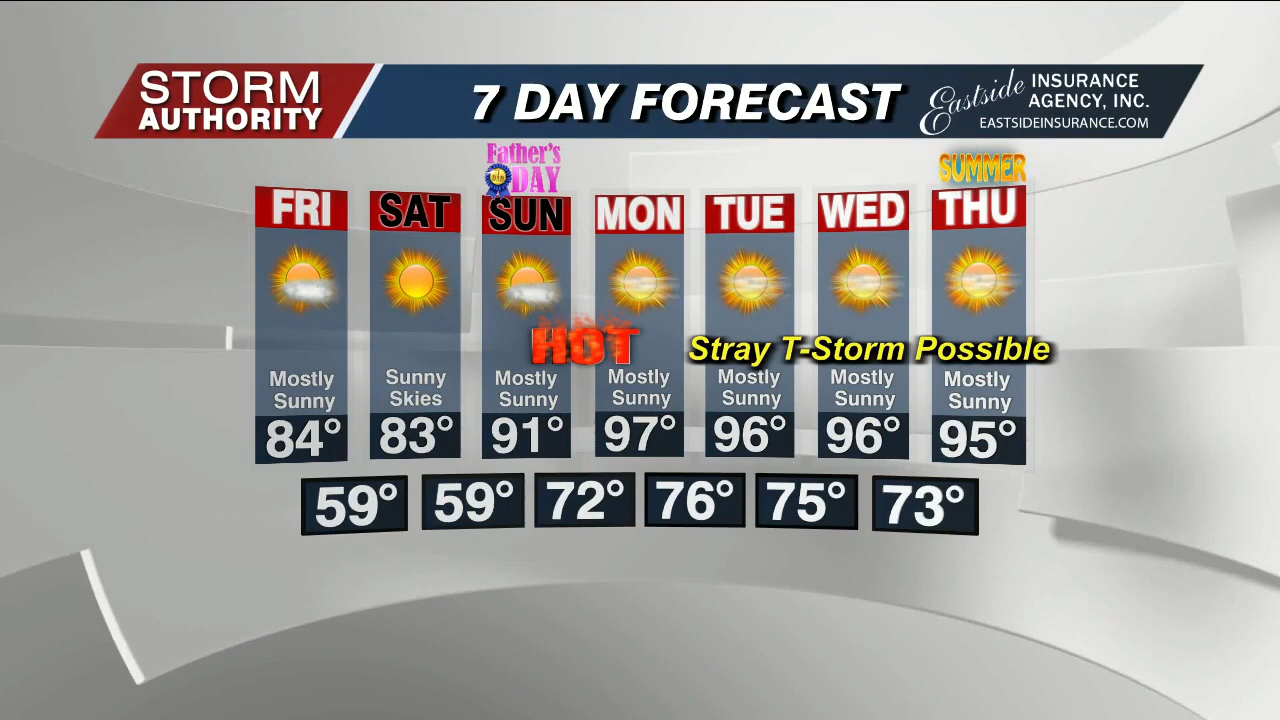 STORM
AUTHORITY
7 DAY FORECAST
Eastside
INSURANCE
AGENCY, INC.
EASTSIDEINSURANCE.COM
Father's
DAY
SUMMER
FRI SAT SUN MON TUE WED THU
HOT
Stray T-Storm Possible
Mostly Sunny Mostly Mostly Mostly Mostly Mostly
Sunny Skies Sunny Sunny Sunny Sunny Sunny
84° 83° 91° 97° 96° 96° 95°
59° 59° 72° 76° 75° 73°